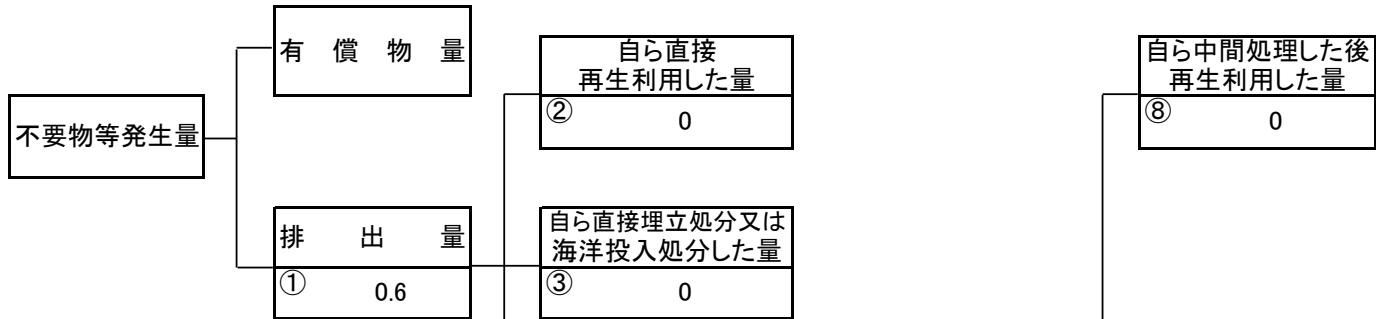 有償物量
自ら直接
再生利用した量
②
0
自ら中間処理した後
再生利用した量
⑧
0
不要物等発生量
排出量
①
0.6
自ら直接埋立処分又は
海洋投入処分した量
③
0